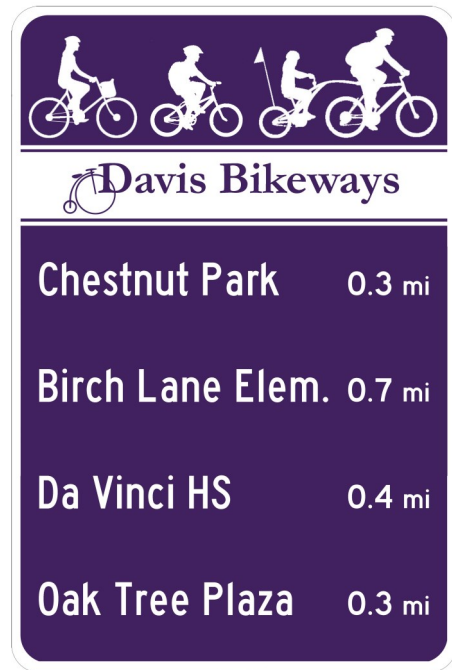 Davis Bikeways
Chestnut Park 0.3 mi
Birch Lane Elem. 0.7 mi
Da Vinci HS 0.4 mi
Oak Tree Plaza 0.3 mi